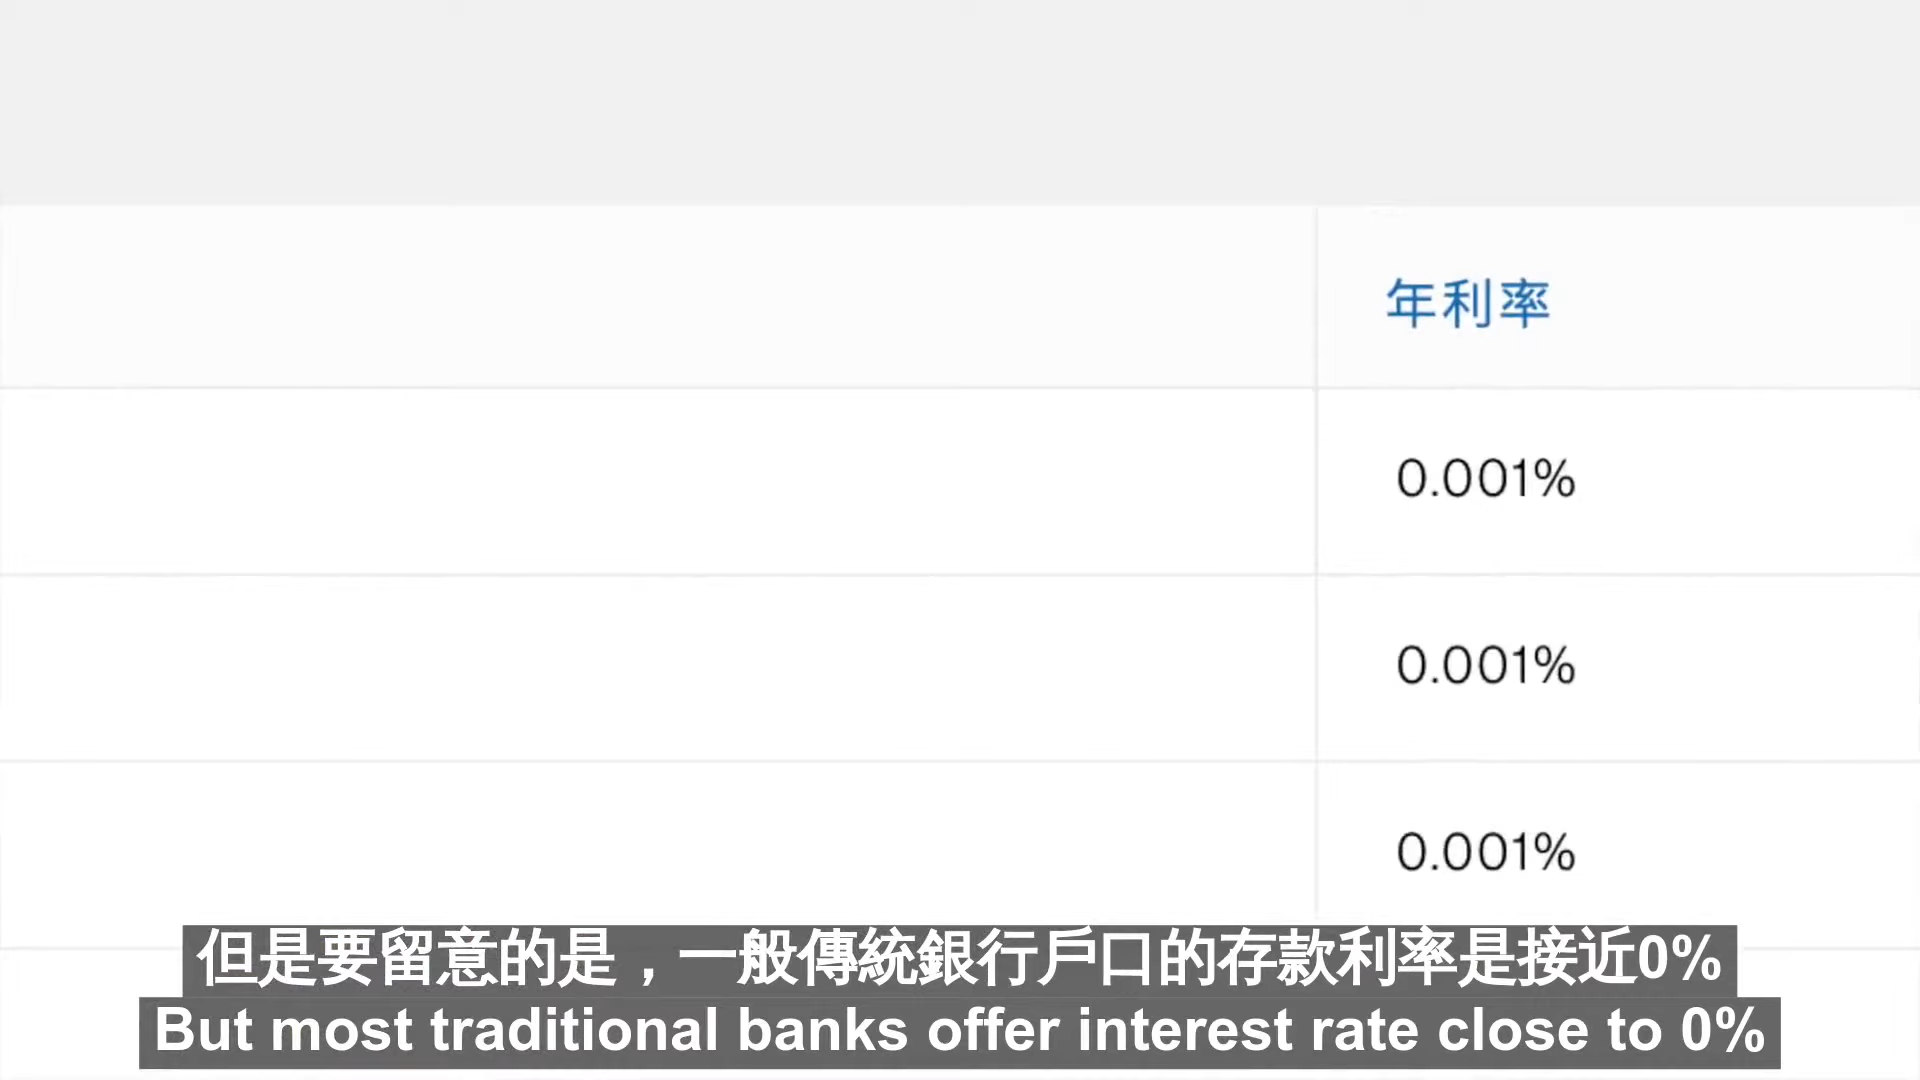 年利率
0.001%
0.001%
0.001%
但是要留意的是，一般傳統銀行戶口的存款利率是接近0%
But most traditional banks offer interest rate close to 0%